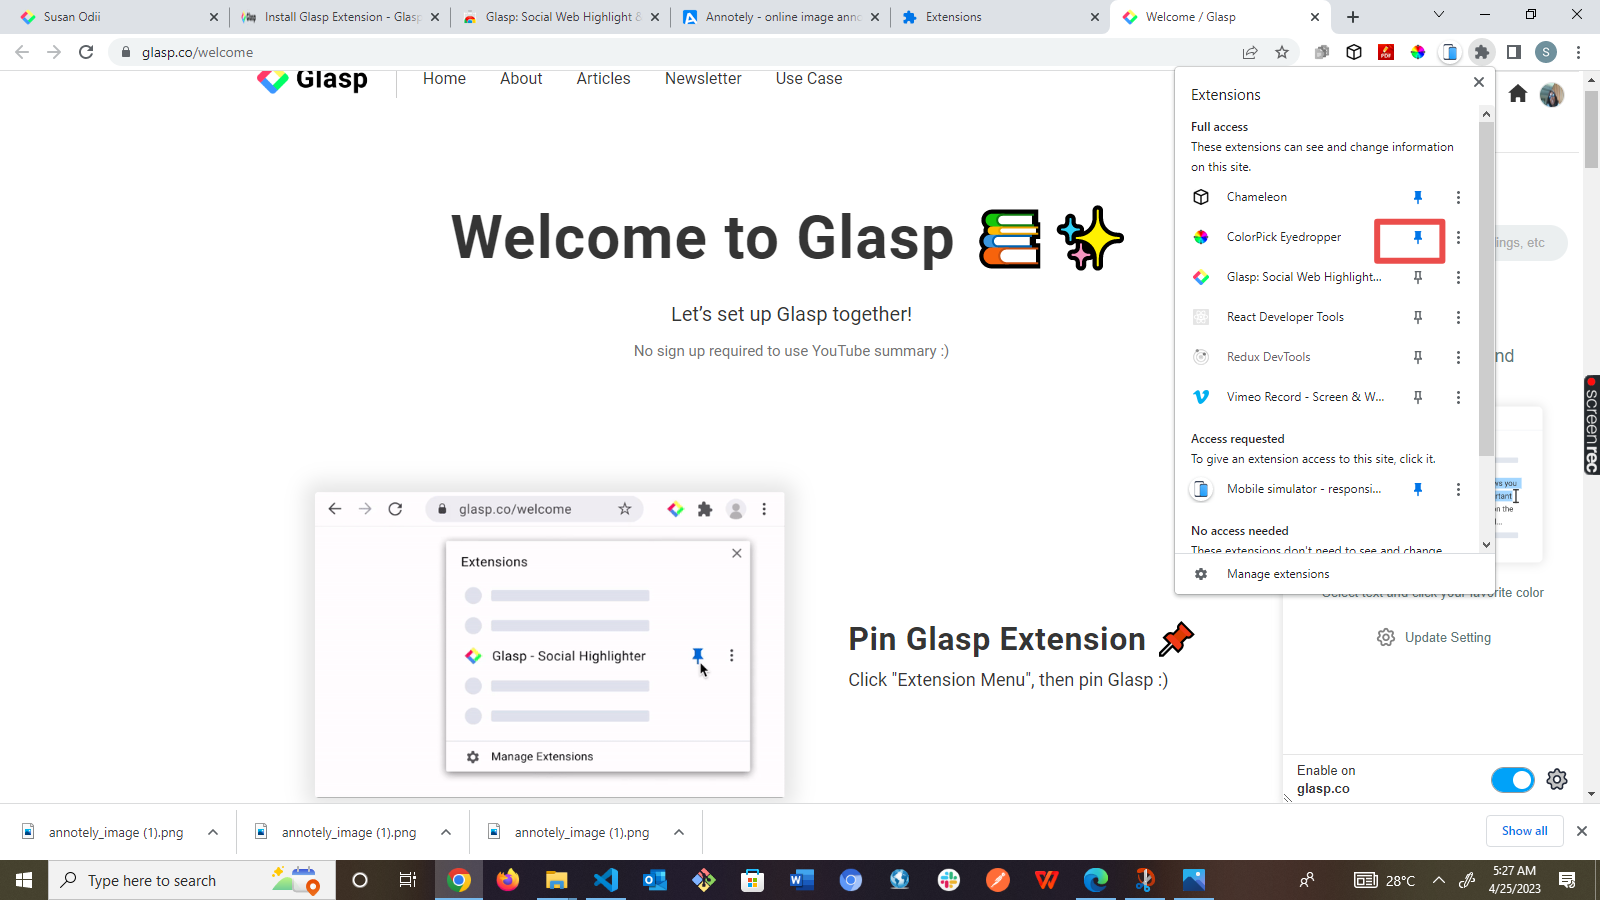 Susan Odii
Install Glasp Extension - Glasp
Glasp: Social Web Highlight &
Annotely - online image anno
Extensions
Welcome / Glasp
glasp.co/welcome
PDF
S
Glasp
Home
About
Articles
Newsletter
Use Case
Welcome to Glasp
Let's set up Glasp together!
No sign up required to use YouTube summary :)
glasp.co/welcome
Extensions
Glasp - Social Highlighter
Manage Extensions
Pin Glasp Extension
Click "Extension Menu", then pin Glasp :)
Extensions
Full access
These extensions can see and change information
on this site.
Chameleon
ColorPick Eyedropper
Glasp: Social Web Highlight...
React Developer Tools
Redux DevTools
Vimeo Record - Screen & W...
Access requested
To give an extension access to this site, click it.
Mobile simulator - responsi...
No access needed
These extensions don't need to see and change
Manage extensions
ings, etc
nd
ws you
rtant
on the
d...
Select text and click your favorite color
Update Setting
Enable on
glasp.co
screenrec
annotely_image (1).png
annotely_image (1).png
annotely_image (1).png
Show all
Type here to search
28°C
5:27 AM
4/25/2023